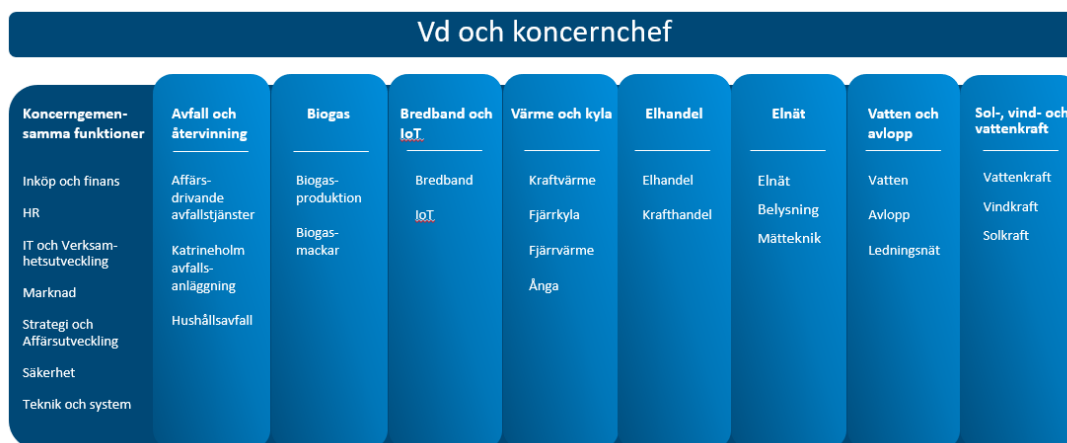 Vd och koncernchef
Koncerngemen-
samma funktioner
Inköp och finans
HR
IT och Verksam-
hetsutveckling
Marknad
Strategi och
Affärsutveckling
Säkerhet
Teknik och system
Avfall och
återvinning
Affärs-
drivande
avfallstjänster
Katrineholm
avfalls-
anläggning
Hushållsavfall
Biogas
Biogas-
produktion
Biogas-
mackar
Bredband och
IoT
Bredband
IoT
Värme och kyla
Kraftvärme
Fjärrkyla
Fjärrvärme
Ånga
Elhandel
Elhandel
Krafthandel
Elnät
Elnät
Belysning
Mätteknik
Vatten och
avlopp
Vatten
Avlopp
Ledningsnät
Sol-, vind- och
vattenkraft
Vattenkraft
Vindkraft
Solkraft